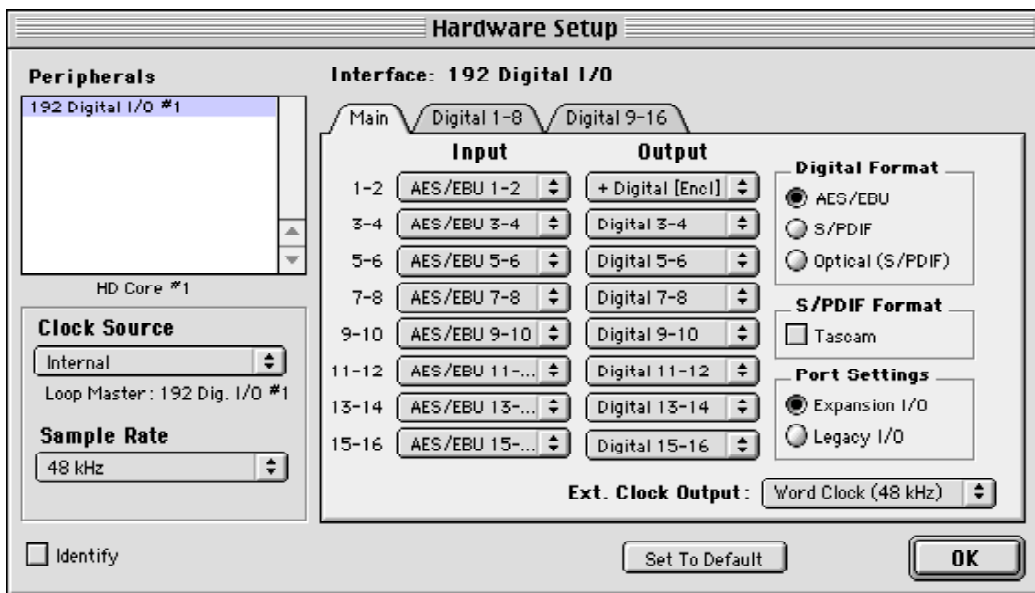 Hardware Setup
Peripherals
192 Digital I/O #1
HD Core #1
Clock Source
Internal
Loop Master: 192 Dig. I/O #1
Sample Rate
48 kHz
Interface: 192 Digital I/O
Main
Digital 1-8
Digital 9-16
Input Output
1-2 AES/EBU 1-2 + Digital [Encl]
3-4 AES/EBU 3-4 Digital 3-4
5-6 AES/EBU 5-6 Digital 5-6
7-8 AES/EBU 7-8 Digital 7-8
9-10 AES/EBU 9-10 Digital 9-10
11-12 AES/EBU 11-... Digital 11-12
13-14 AES/EBU 13-... Digital 13-14
15-16 AES/EBU 15-... Digital 15-16
Digital Format
AES/EBU
S/PDIF
Optical (S/PDIF)
S/PDIF Format
Tascam
Port Settings
Expansion I/O
Legacy I/O
Ext. Clock Output: Word Clock (48 kHz)
Identify
Set To Default
OK